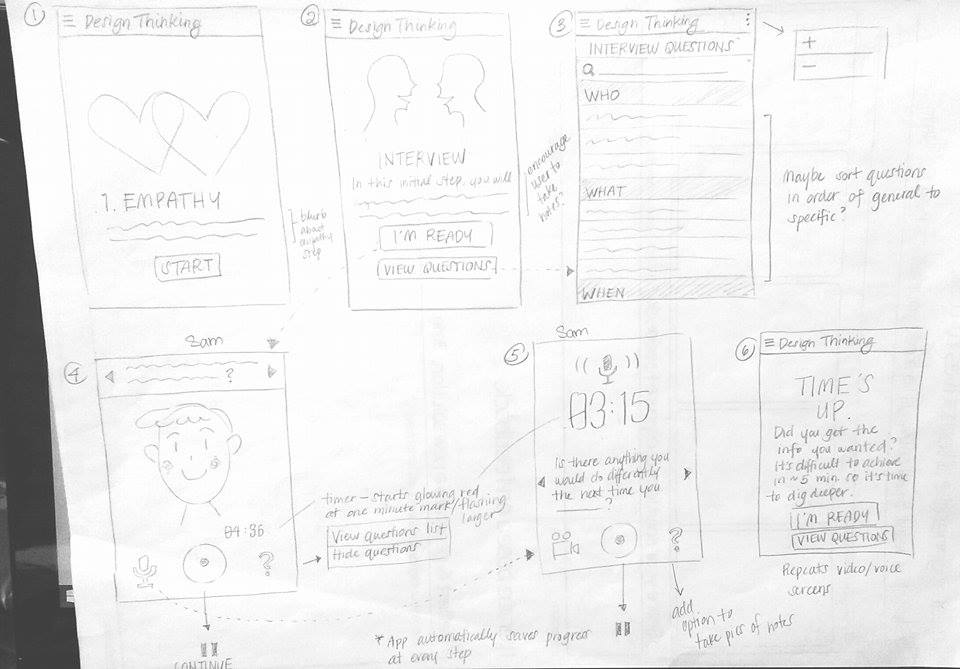 1
≡ Design Thinking
1. EMPATHY
START
blurb
about
empathy
step
2
≡ Design Thinking
INTERVIEW
In this initial step, you will
I'M READY
VIEW QUESTIONS
encourage
user to
take
notes?
3
≡ Design Thinking
INTERVIEW QUESTIONS
WHO
WHAT
WHEN
+
−
Maybe sort questions
in order of general to
specific?
4
Sam
?
04:36
?
CONTINUE
timer – starts glowing red
at one minute mark/flashing
larger
View questions list
Hide questions
* App automatically saves progress
at every step
5
Sam
03:15
Is there anything you
would do differently
the next time you
?
?
add
option to
take pics of notes
6
≡ Design Thinking
TIME'S
UP.
Did you get the
info you wanted?
It's difficult to achieve
in ~5 min. so it's time
to dig deeper.
I'M READY
VIEW QUESTIONS
Repeats video/voice
screens